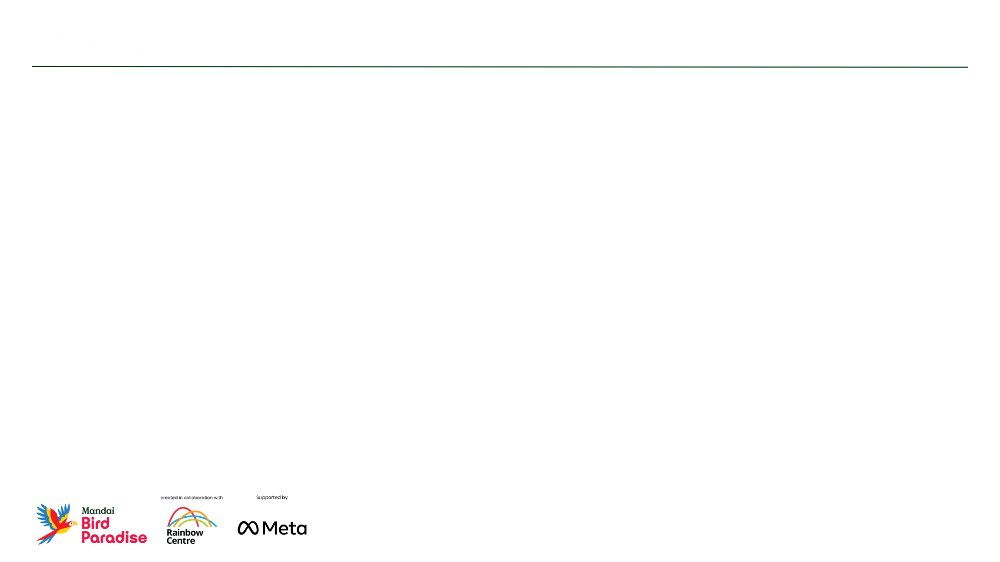 created in collaboration with
Supported by
Mandai
Bird
Paradise
Rainbow
Centre
Meta